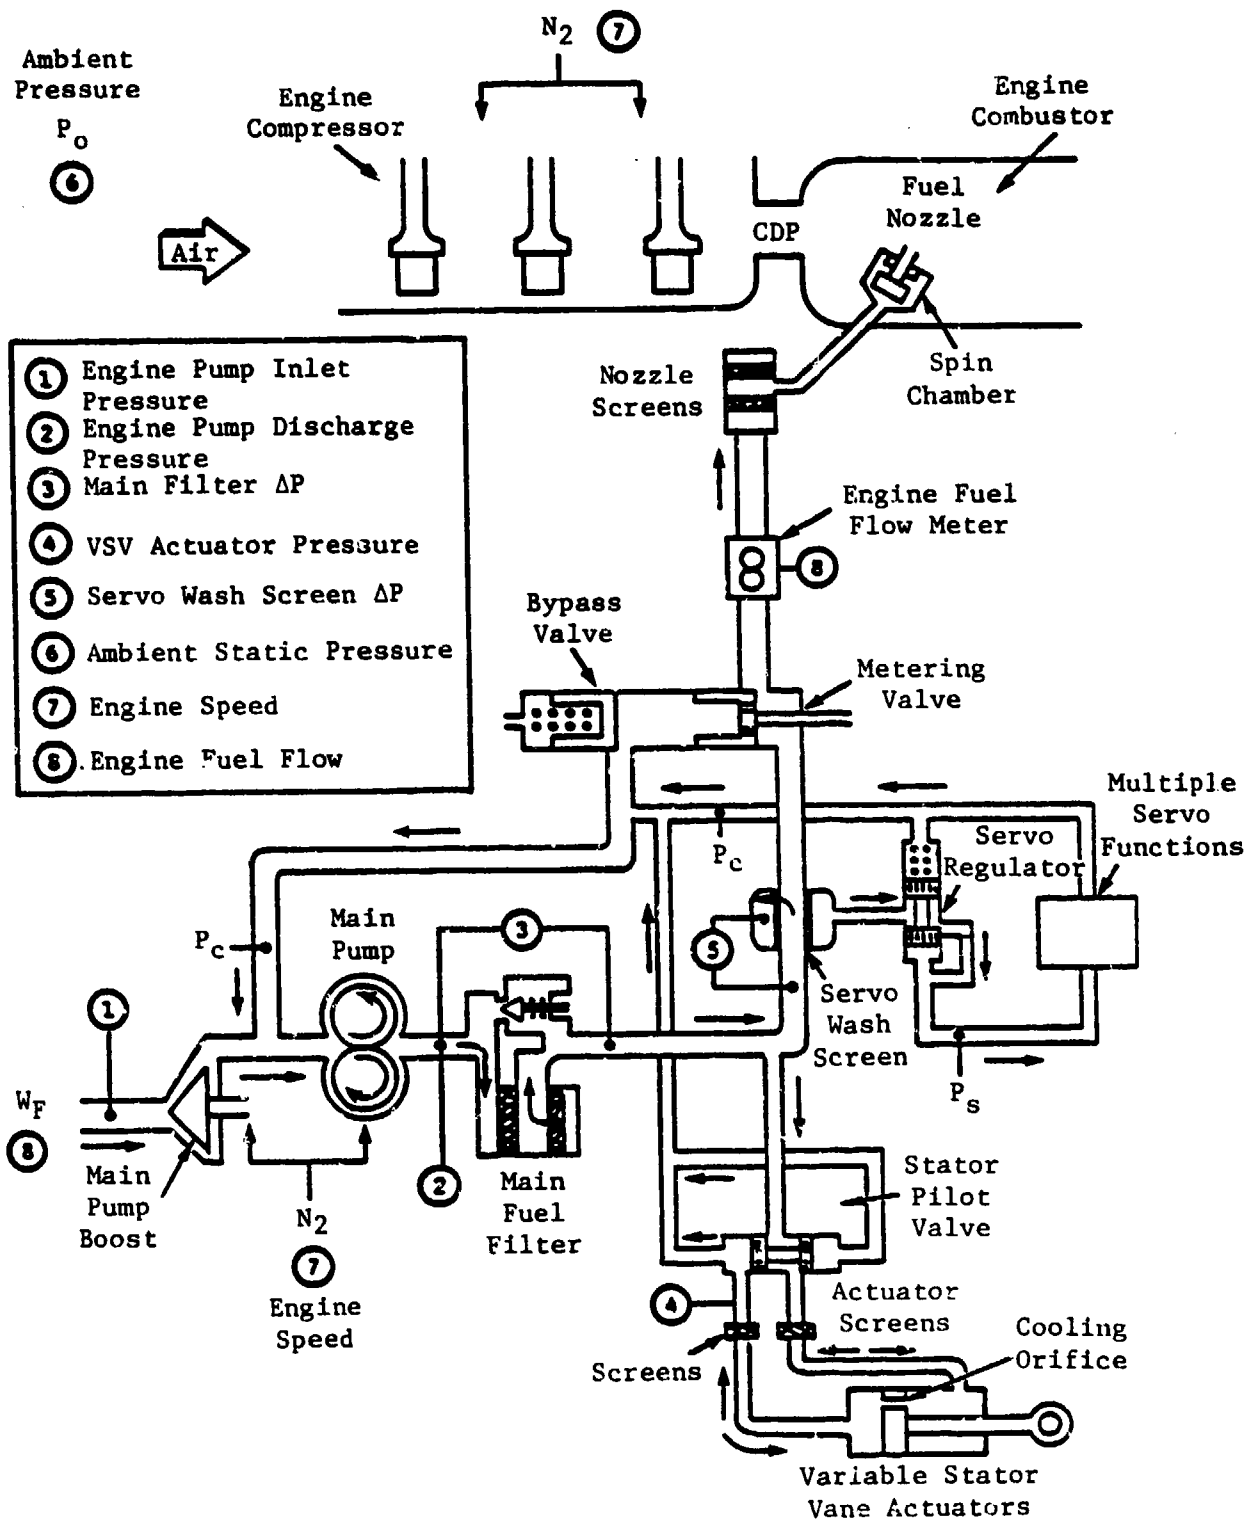 N2 7
Ambient
Pressure
Po
6
Engine
Compressor
Engine
Combustor
Fuel
Nozzle
CDP
Air
Spin
Chamber
Nozzle
Screens
1 Engine Pump Inlet
Pressure
2 Engine Pump Discharge
Pressure
3 Main Filter ΔP
4 VSV Actuator Pressure
5 Servo Wash Screen ΔP
6 Ambient Static Pressure
7 Engine Speed
8 .Engine Fuel Flow
Engine Fuel
Flow Meter
8
Bypass
Valve
Metering
Valve
Multiple
Servo
Functions
Pc
Servo
Regulator
Main
Pump
3
Pc
5
1
Servo
Wash
Screen
WF
8
Ps
Main
Pump
Boost
2
Main
Fuel
Filter
Stator
Pilot
Valve
N2
7
Engine
Speed
4
Actuator
Screens
Screens
Cooling
Orifice
Variable Stator
Vane Actuators